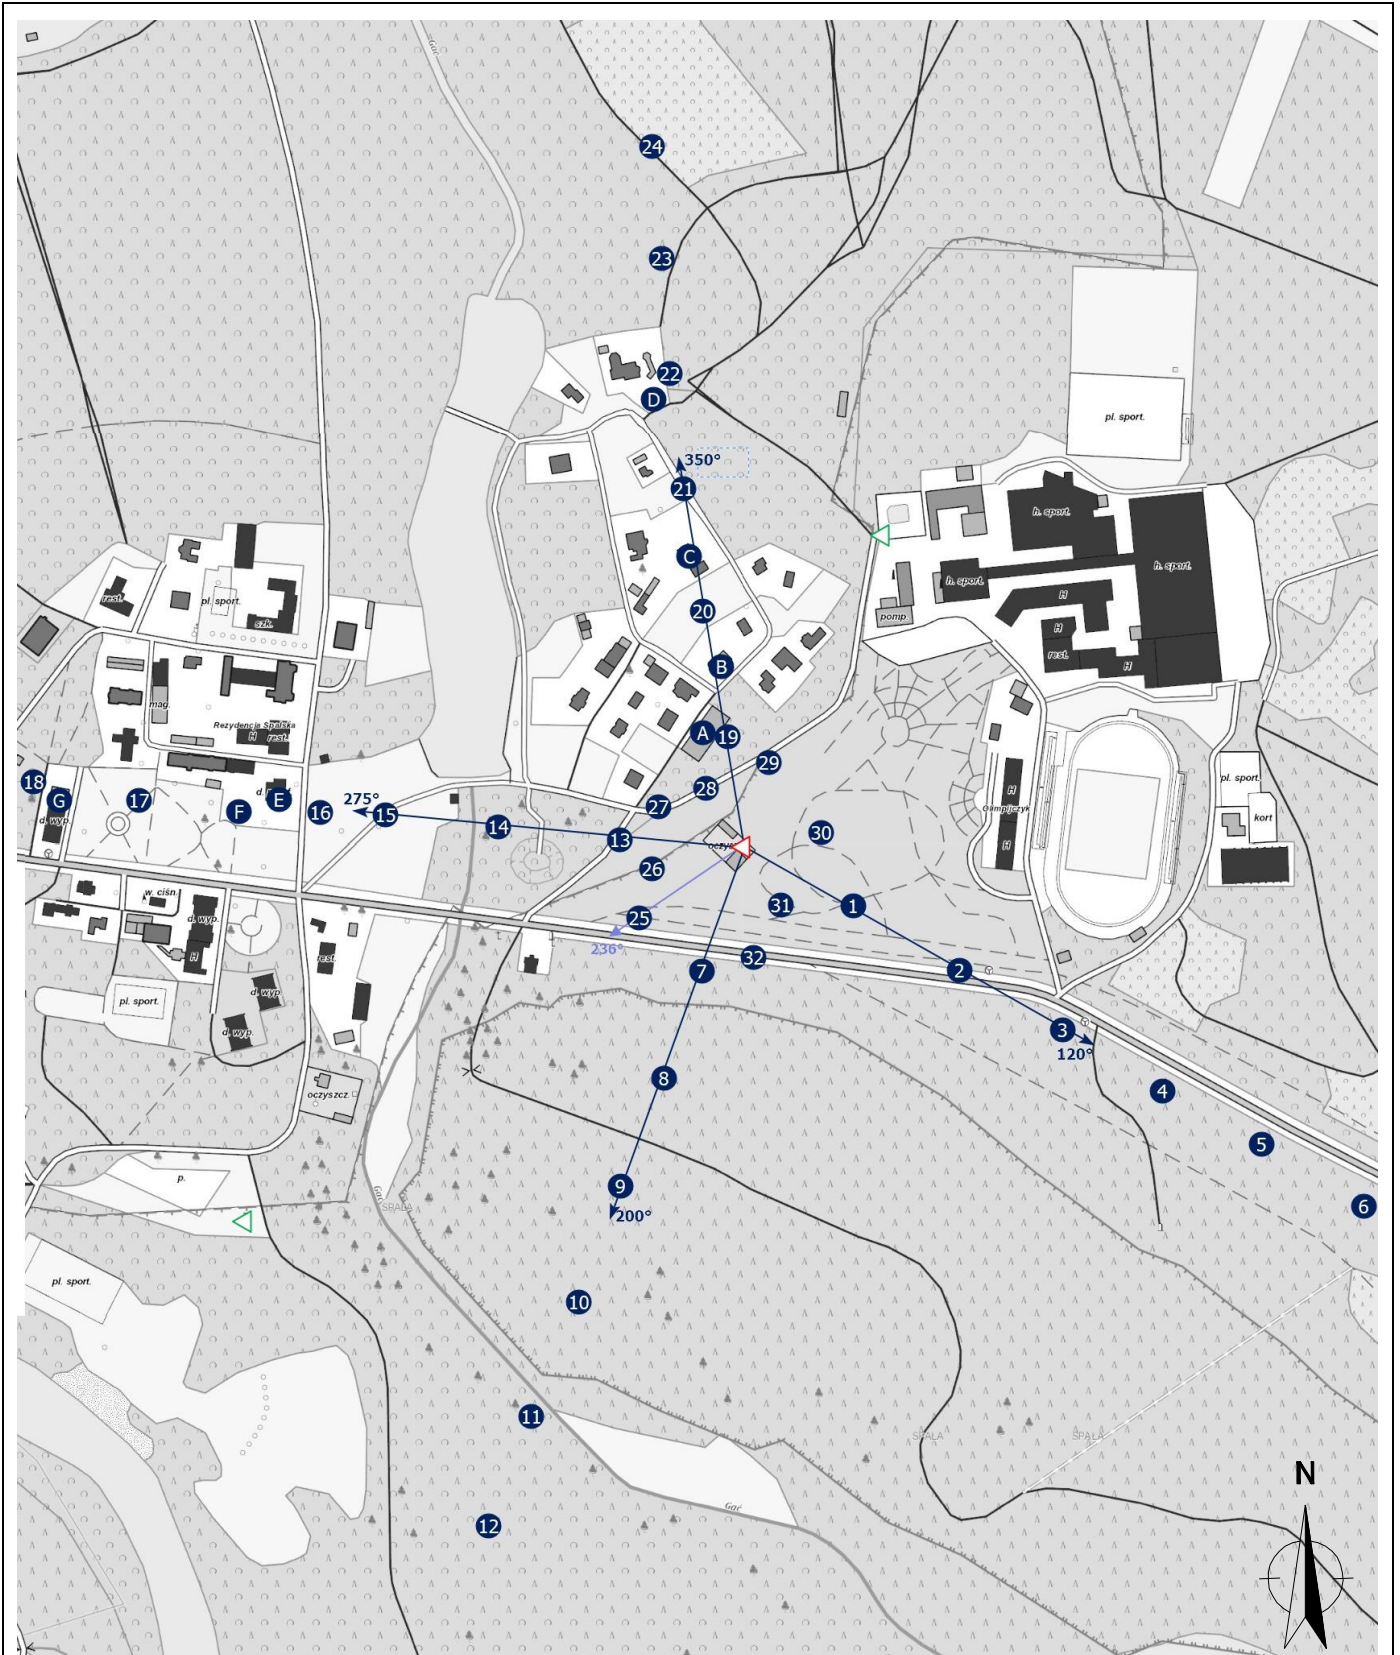 Gać
24
23
22
D
350°
21
pl. sport.
h. sport.
h. sport.
C
h. sport.
H
pomp.
20
H
rest.
H
B
rest.
pl. sport.
szk.
mag.
Rezydencja Spalska
H rest.
A
19
29
28
27
275°
15
14
13
18
G
d. wyp.
17
F
E
16
30
26
25
236°
31
1
32
7
2
3
120°
H
Olimpijczyk
H
pl. sport.
kort
w. ciśn.
d. wyp.
H
rest.
d. wyp.
pl. sport.
d. wyp.
4
5
6
8
oczyszcz.
9
200°
p.
Gać
SPAŁA
pl. sport.
10
11
SPAŁA
SPAŁA
12
Gać
N